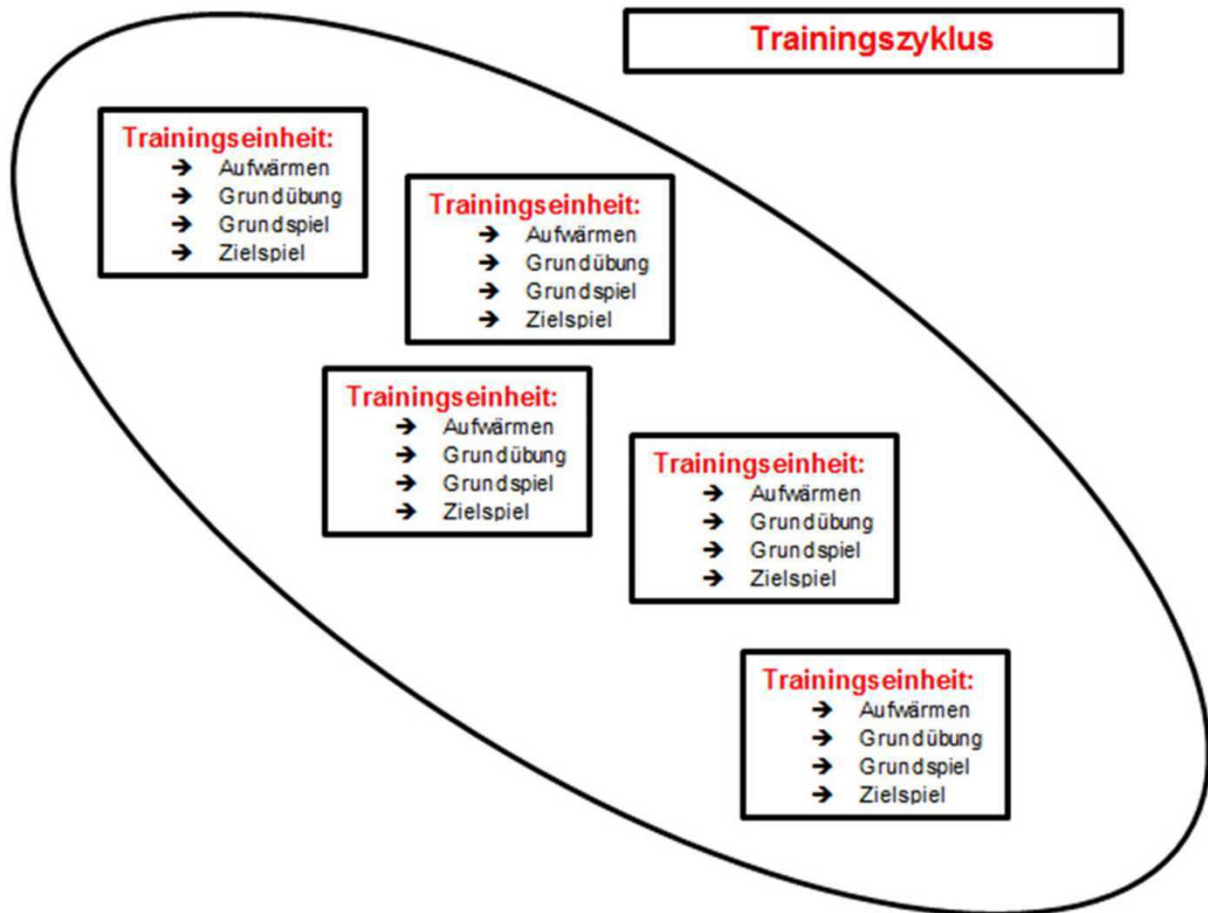 Trainingszyklus
Trainingseinheit:
➔ Aufwärmen
➔ Grundübung
➔ Grundspiel
➔ Zielspiel
Trainingseinheit:
➔ Aufwärmen
➔ Grundübung
➔ Grundspiel
➔ Zielspiel
Trainingseinheit:
➔ Aufwärmen
➔ Grundübung
➔ Grundspiel
➔ Zielspiel
Trainingseinheit:
➔ Aufwärmen
➔ Grundübung
➔ Grundspiel
➔ Zielspiel
Trainingseinheit:
➔ Aufwärmen
➔ Grundübung
➔ Grundspiel
➔ Zielspiel